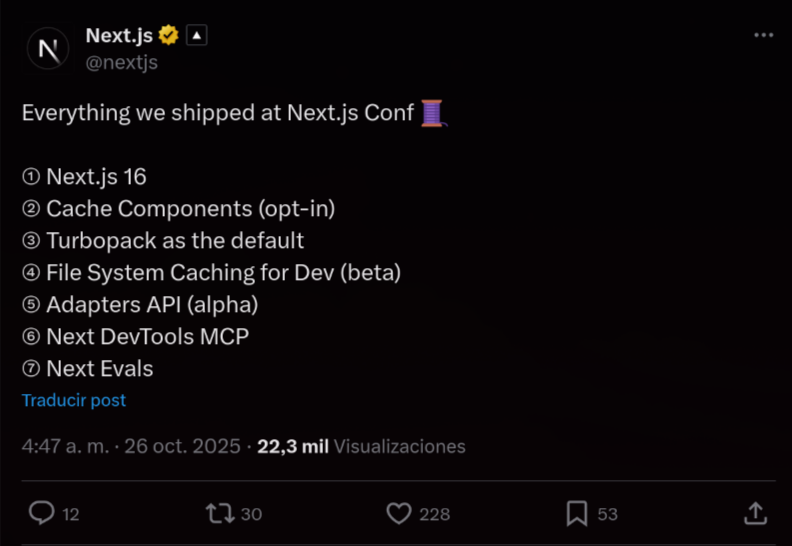 Next.js
@nextjs
Everything we shipped at Next.js Conf 🧵
① Next.js 16
② Cache Components (opt-in)
③ Turbopack as the default
④ File System Caching for Dev (beta)
⑤ Adapters API (alpha)
⑥ Next DevTools MCP
⑦ Next Evals
Traducir post
4:47 a. m. · 26 oct. 2025 · 22,3 mil Visualizaciones
12 30 228 53